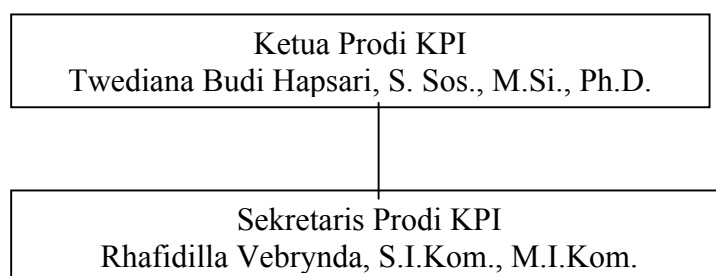 Ketua Prodi KPI
Twediana Budi Hapsari, S. Sos., M.Si., Ph.D.
Sekretaris Prodi KPI
Rhafidilla Vebrynda, S.I.Kom., M.I.Kom.